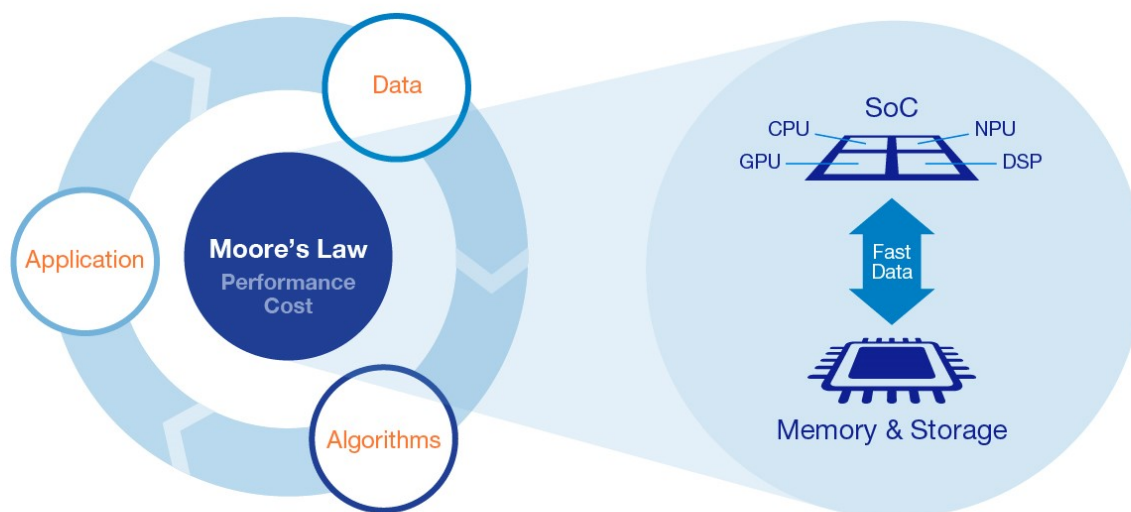 Data
Application
Moore's Law
Performance
Cost
Algorithms
SoC
CPU
NPU
GPU
DSP
Fast
Data
Memory & Storage